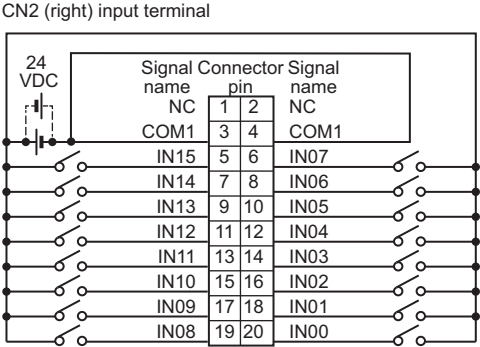 CN2 (right) input terminal
24
VDC
Signal Connector Signal
name pin name
NC 1 2 NC
COM1 3 4 COM1
IN15 5 6 IN07
IN14 7 8 IN06
IN13 9 10 IN05
IN12 11 12 IN04
IN11 13 14 IN03
IN10 15 16 IN02
IN09 17 18 IN01
IN08 19 20 IN00